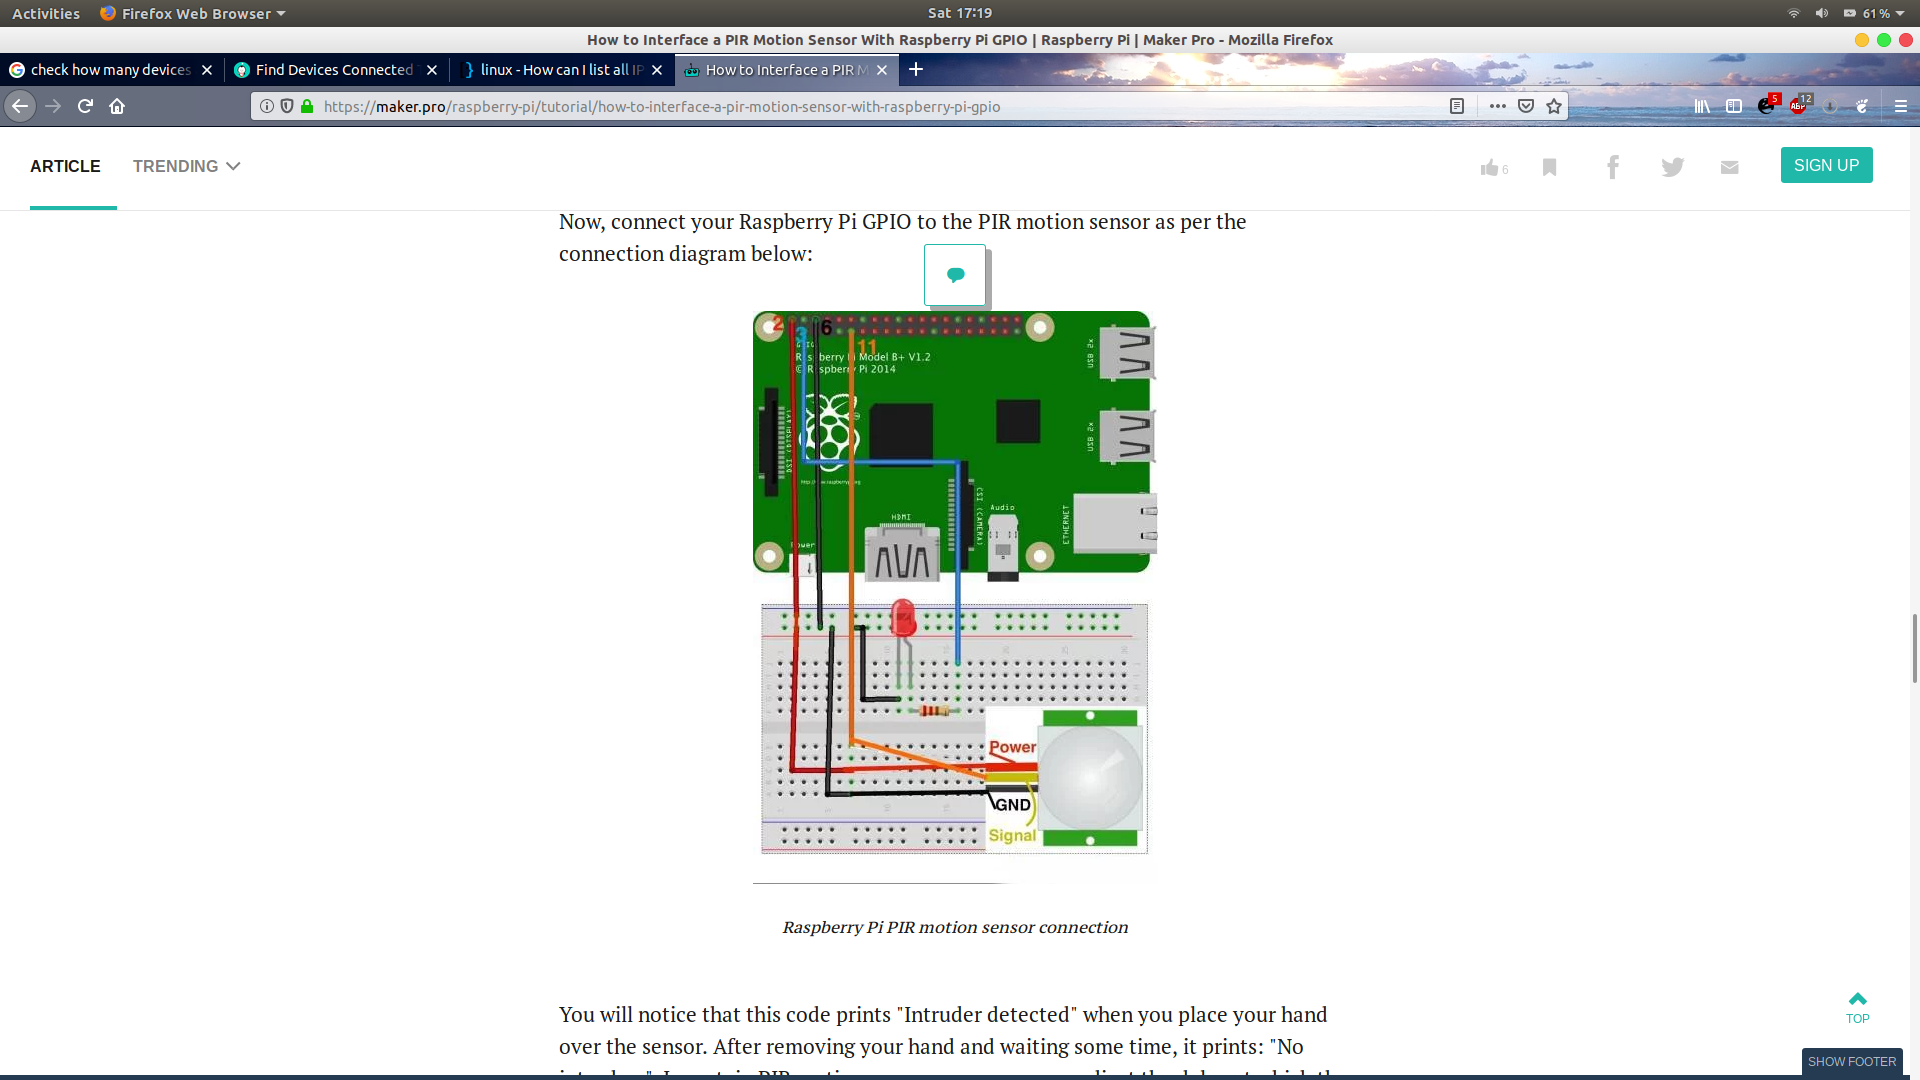 Activities Firefox Web Browser Sat 17:19 61 %
How to Interface a PIR Motion Sensor With Raspberry Pi GPIO | Raspberry Pi | Maker Pro - Mozilla Firefox
check how many devices Find Devices Connected linux - How can I list all IP How to Interface a PIR M
https://maker.pro/raspberry-pi/tutorial/how-to-interface-a-pir-motion-sensor-with-raspberry-pi-gpio 5 ABP 12
ARTICLE TRENDING 6 SIGN UP
Now, connect your Raspberry Pi GPIO to the PIR motion sensor as per the
connection diagram below:
2 3 6
11
Raspberry Pi Model B+ V1.2
© Raspberry Pi 2014
USB 2x
USB 2x
DSI (DISPLAY)
CSI (CAMERA)
HDMI
Audio
ETHERNET
Power
Power
GND
Signal
Raspberry Pi PIR motion sensor connection
You will notice that this code prints "Intruder detected" when you place your hand
over the sensor. After removing your hand and waiting some time, it prints: "No
TOP
SHOW FOOTER